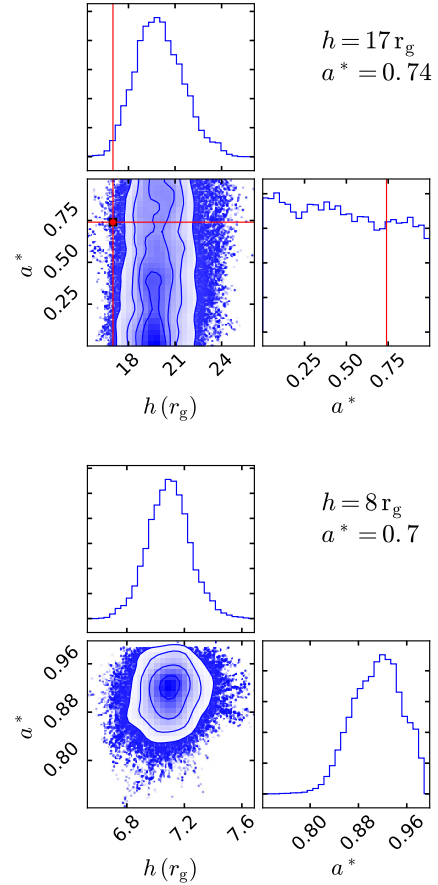 h = 17 r_g
a* = 0.74
0.75
0.50
0.25
a*
18
21
24
h (r_g)
0.25
0.50
0.75
a*
h = 8 r_g
a* = 0.7
0.96
0.88
0.80
a*
6.8
7.2
7.6
h (r_g)
0.80
0.88
0.96
a*